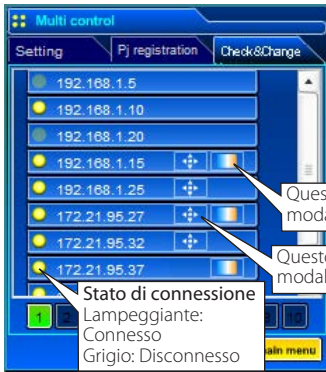 Multi control
Setting Pj registration Check&Change
192.168.1.5
192.168.1.10
192.168.1.20
192.168.1.15
192.168.1.25
172.21.95.27
172.21.95.32
172.21.95.37
Ques
moda
Questo
modal
Stato di connessione
Lampeggiante:
Connesso
Grigio: Disconnesso
1 2 10
ain menu